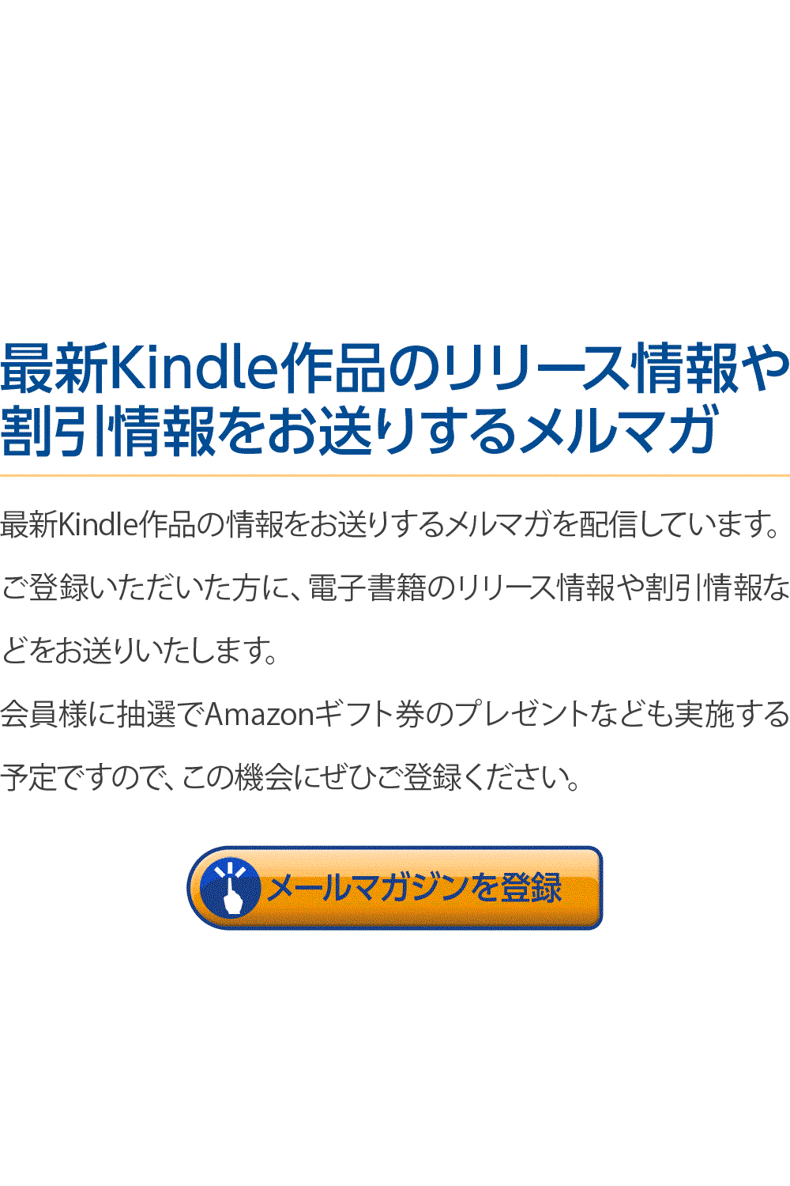 最新Kindle作品のリリース情報や
割引情報をお送りするメルマガ
最新Kindle作品の情報をお送りするメルマガを配信しています。
ご登録いただいた方に、電子書籍のリリース情報や割引情報な
どをお送りいたします。
会員様に抽選でAmazonギフト券のプレゼントなども実施する
予定ですので、この機会にぜひご登録ください。
メールマガジンを登録